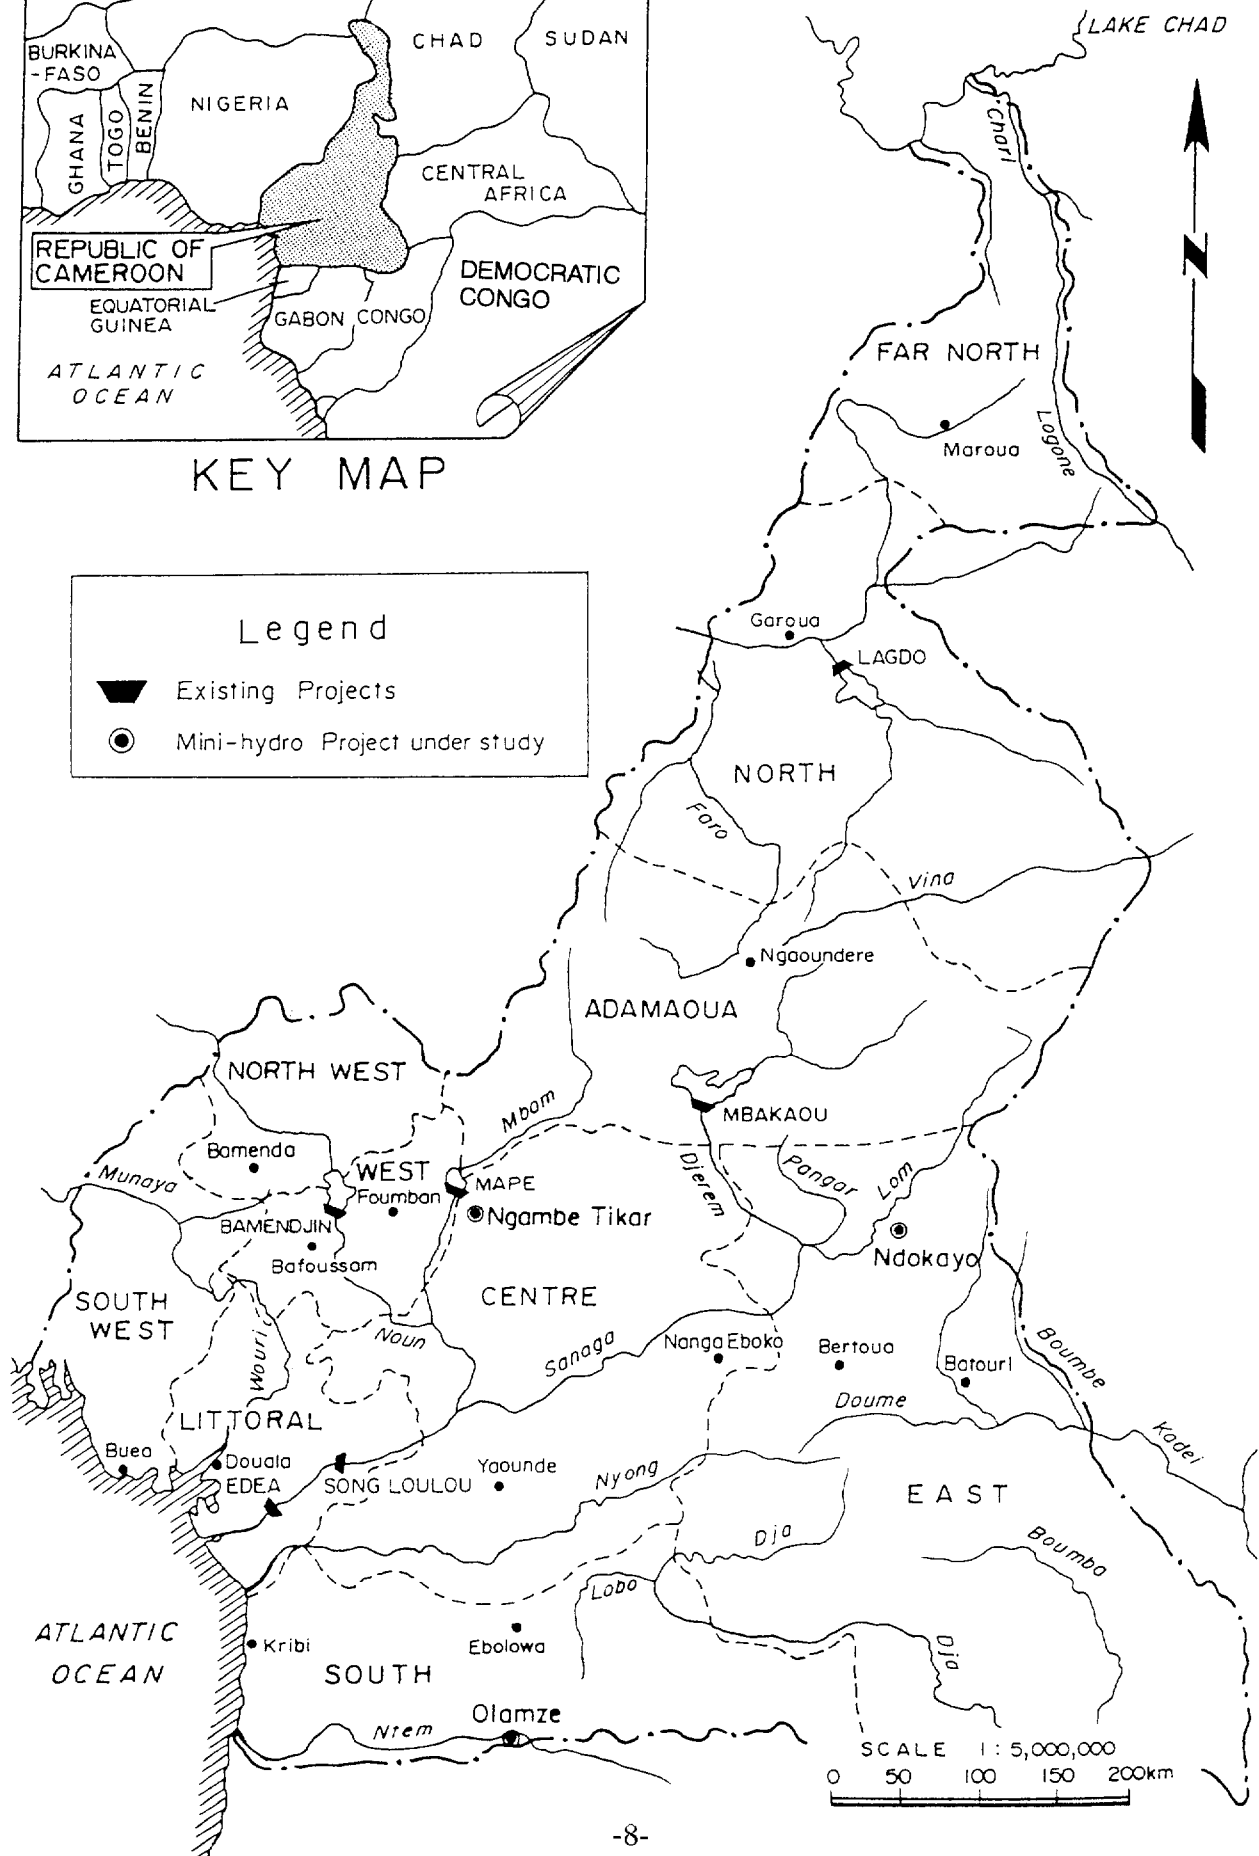 LAKE CHAD
BURKINA
-FASO
GHANA
TOGO
BENIN
NIGERIA
CHAD
SUDAN
CENTRAL
AFRICA
REPUBLIC OF
CAMEROON
EQUATORIAL
GUINEA
GABON
CONGO
DEMOCRATIC
CONGO
ATLANTIC
OCEAN
KEY MAP
N
Chari
FAR NORTH
Maroua
Logone
Legend
Existing Projects
Mini-hydro Project under study
Garoua
LAGDO
NORTH
Faro
Vina
Ngaoundere
ADAMAOUA
NORTH WEST
Mbam
MBAKAOU
Bamenda
Munaya
WEST
Foumban
MAPE
Ngambe Tikar
Djerem
Pangar
Lom
BAMENDJIN
Bafoussam
Ndokayo
SOUTH
WEST
CENTRE
Wouri
Noun
Sanaga
Nanga Eboko
Bertoua
Batouri
Boumbe
Doume
Kadei
LITTORAL
Buea
Douala
EDEA
SONG LOULOU
Yaounde
Nyong
EAST
Dja
Boumba
Lobo
ATLANTIC
OCEAN
Kribi
Ebolowa
SOUTH
Dja
Olamze
Ntem
SCALE 1:5,000,000
0 50 100 150 200km
-8-